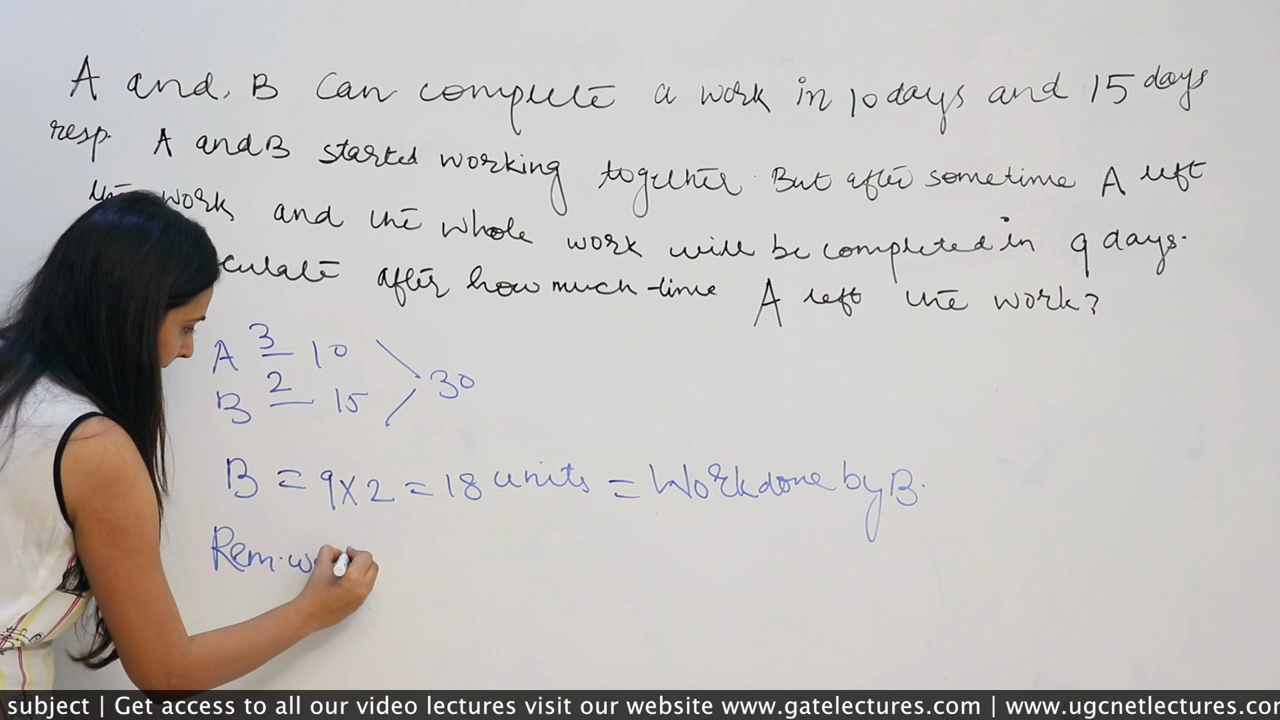 A and B Can complete a work in 10 days and 15 days
resp. A and B started working together But after sometime A left
the work and the whole work will be completed in 9 days.
culate after how much time A left the work?
A 3 10
30
B 2 15
B = 9x2 = 18 units = Work done by B.
Rem. w
subject | Get access to all our video lectures visit our website www.gatelectures.com | www.ugcnetlectures.co